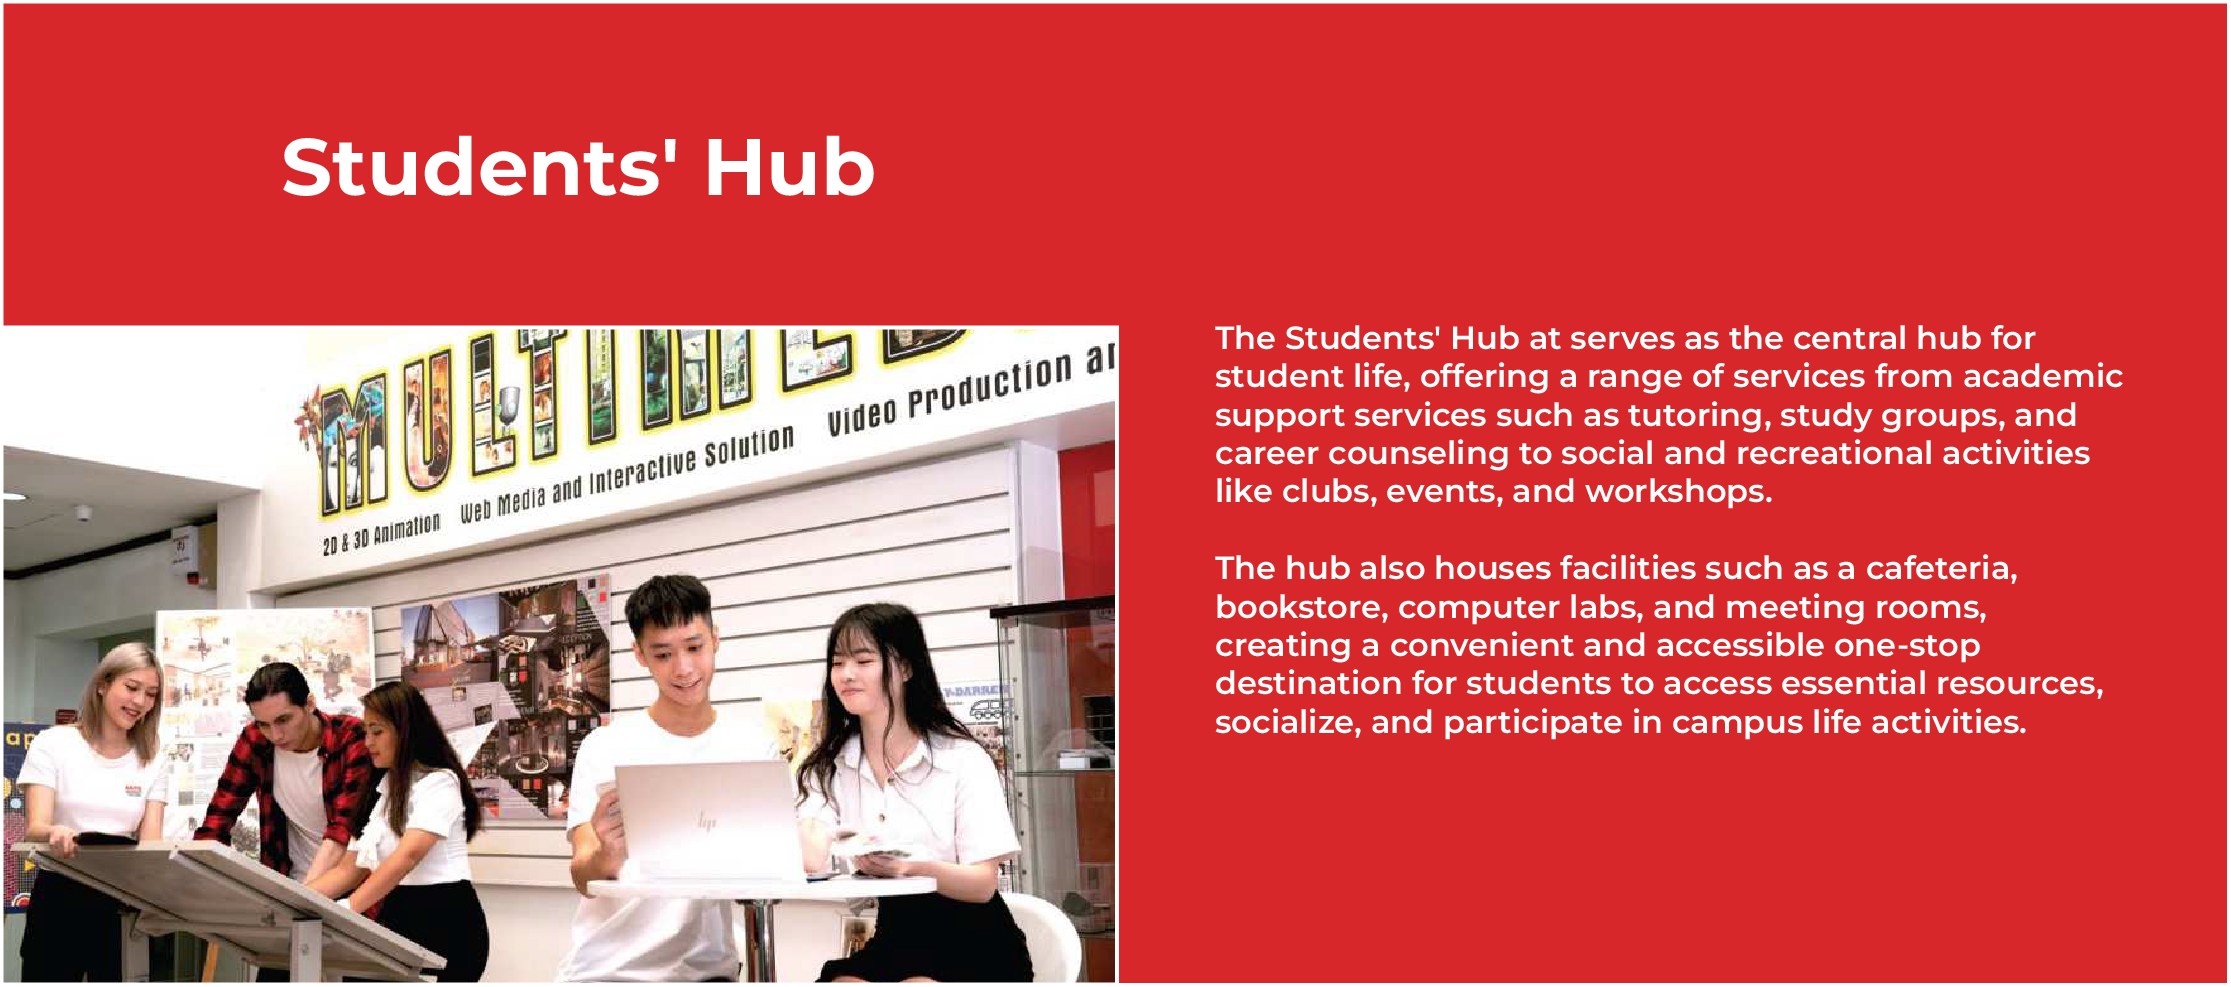 Students' Hub
MULTIMED
2D & 3D Animation Web Media and Interactive Solution Video Production
hp
The Students' Hub at serves as the central hub for
student life, offering a range of services from academic
support services such as tutoring, study groups, and
career counseling to social and recreational activities
like clubs, events, and workshops.
The hub also houses facilities such as a cafeteria,
bookstore, computer labs, and meeting rooms,
creating a convenient and accessible one-stop
destination for students to access essential resources,
socialize, and participate in campus life activities.